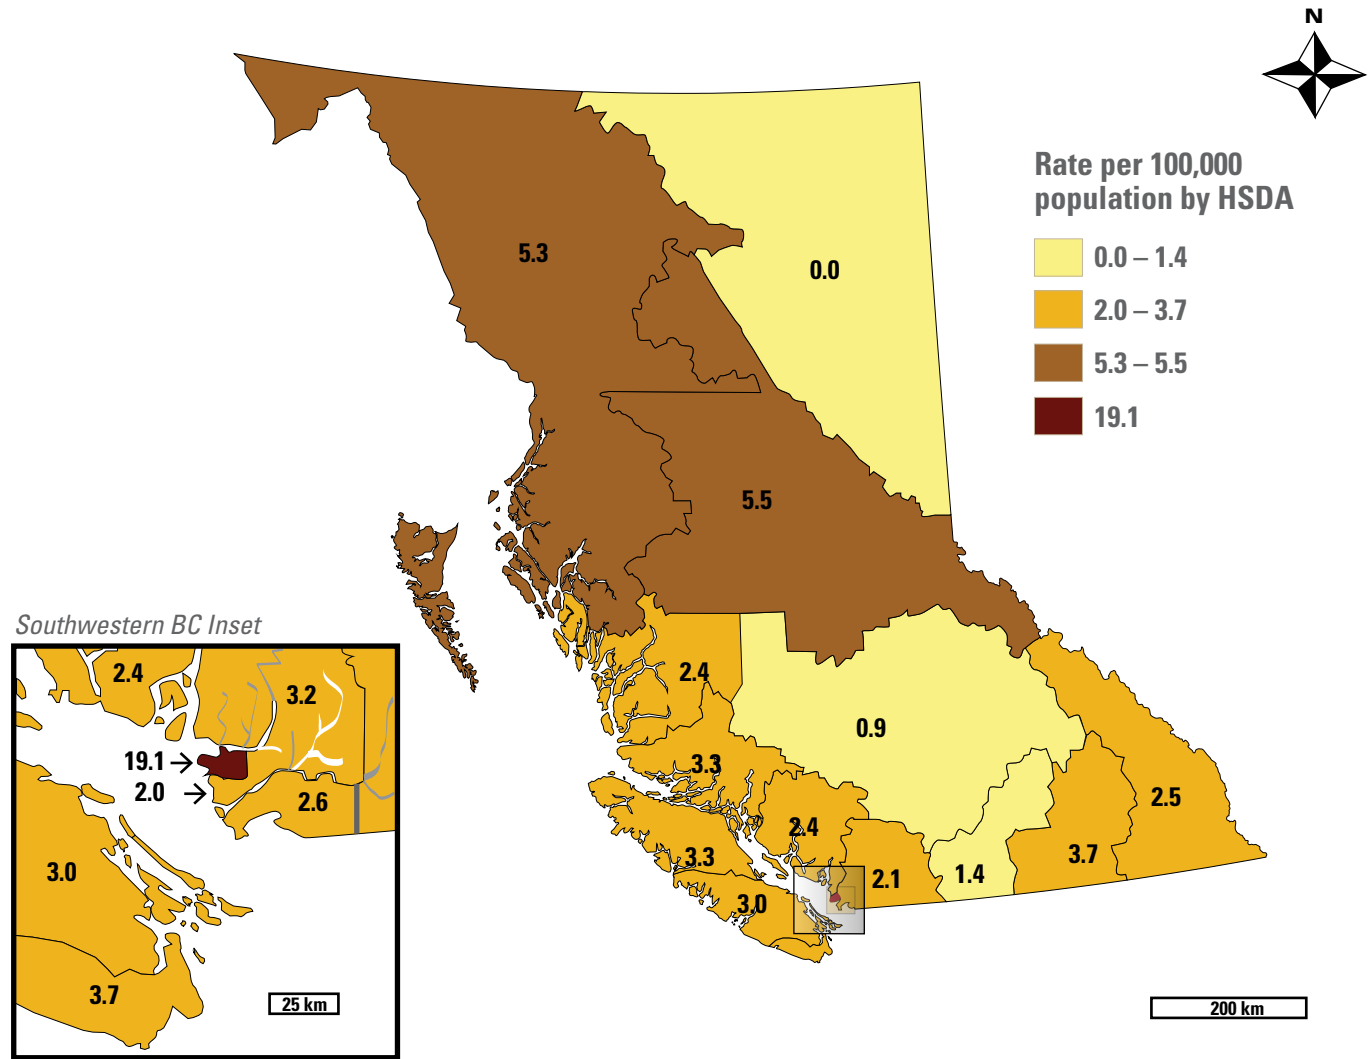 N
Rate per 100,000
population by HSDA
0.0 – 1.4
2.0 – 3.7
5.3 – 5.5
19.1
5.3
0.0
5.5
2.4
0.9
3.3
2.5
2.4
3.3
3.7
2.1
1.4
3.0
200 km
Southwestern BC Inset
2.4
3.2
19.1
2.0
2.6
3.0
3.7
25 km